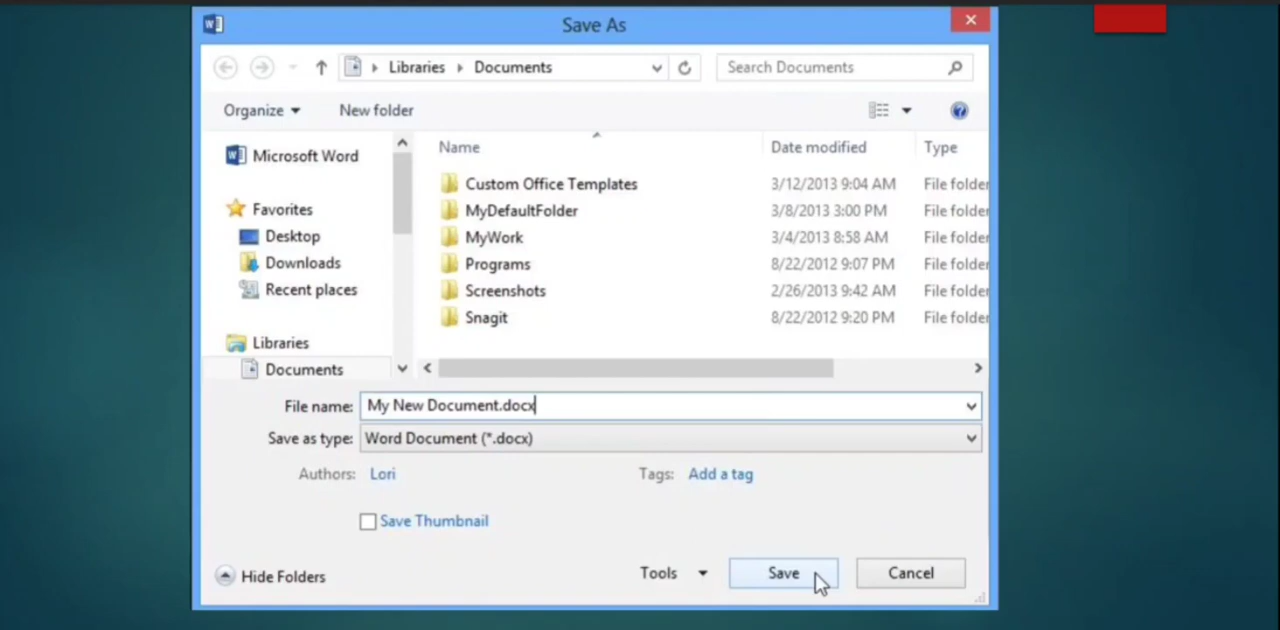 Save As
Libraries Documents Search Documents
Organize New folder
Microsoft Word
Favorites
Desktop
Downloads
Recent places
Libraries
Documents
Name Date modified Type
Custom Office Templates 3/12/2013 9:04 AM File folder
MyDefaultFolder 3/8/2013 3:00 PM File folder
MyWork 3/4/2013 8:58 AM File folder
Programs 8/22/2012 9:07 PM File folder
Screenshots 2/26/2013 9:42 AM File folder
Snagit 8/22/2012 9:20 PM File folder
File name: My New Document.docx
Save as type: Word Document (*.docx)
Authors: Lori Tags: Add a tag
Save Thumbnail
Hide Folders Tools Save Cancel